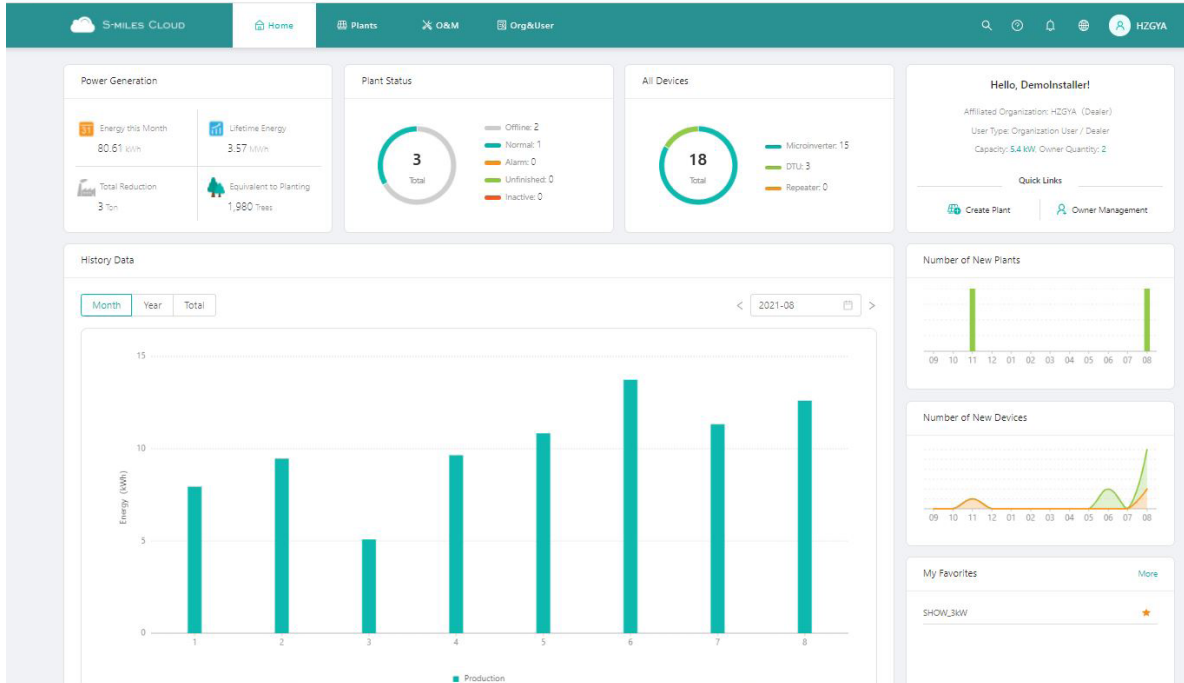 S-MILES CLOUD
Home
Plants
O&M
Org&User
HZGYA
Power Generation
31 Energy this Month
80.61 kWh
Lifetime Energy
3.57 MWh
Total Reduction
3 Ton
Equivalent to Planting
1,980 Trees
Plant Status
3
Total
Offline: 2
Normal: 1
Alarm: 0
Unfinished: 0
Inactive: 0
All Devices
18
Total
Microinverter: 15
DTU: 3
Repeater: 0
Hello, DemoInstaller!
Affiliated Organization: HZGYA (Dealer)
User Type: Organization User / Dealer
Capacity: 5.4 kW, Owner Quantity: 2
Quick Links
Create Plant
Owner Management
History Data
Month Year Total
< 2021-08 >
15
10
5
0
Energy (kWh)
1 2 3 4 5 6 7 8
Production
Number of New Plants
09 10 11 12 01 02 03 04 05 06 07 08
Number of New Devices
09 10 11 12 01 02 03 04 05 06 07 08
My Favorites More
SHOW_3kW